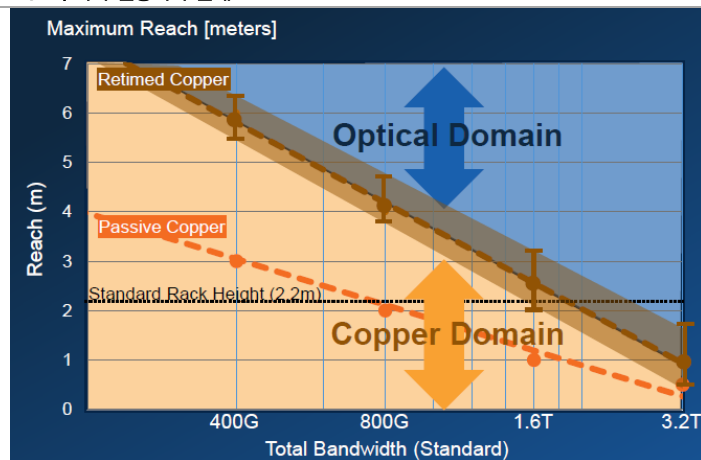 Maximum Reach [meters]
7
Retimed Copper
6
Optical Domain
5
4
Passive Copper
3
Standard Rack Height (2.2m)
2
Copper Domain
1
0
Reach (m)
400G
800G
1.6T
3.2T
Total Bandwidth (Standard)